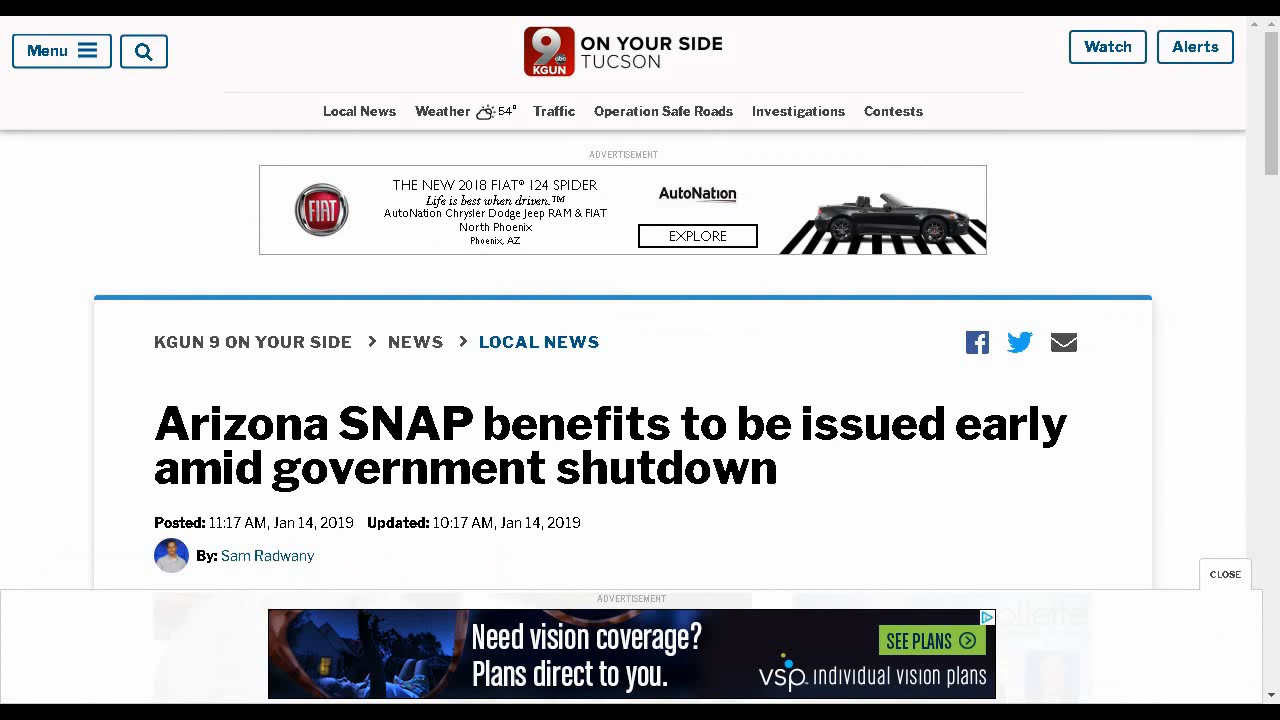 Menu
9
abc
KGUN
ON YOUR SIDE
TUCSON
Watch
Alerts
Local News
Weather
54°
Traffic
Operation Safe Roads
Investigations
Contests
ADVERTISEMENT
FIAT
THE NEW 2018 FIAT® 124 SPIDER
Life is best when driven.™
AutoNation Chrysler Dodge Jeep RAM & FIAT
North Phoenix
Phoenix, AZ
AutoNation
EXPLORE
KGUN 9 ON YOUR SIDE > NEWS > LOCAL NEWS
Arizona SNAP benefits to be issued early
amid government shutdown
Posted: 11:17 AM, Jan 14, 2019 Updated: 10:17 AM, Jan 14, 2019
By: Sam Radwany
CLOSE
ADVERTISEMENT
Need vision coverage?
Plans direct to you.
SEE PLANS
vsp. individual vision plans